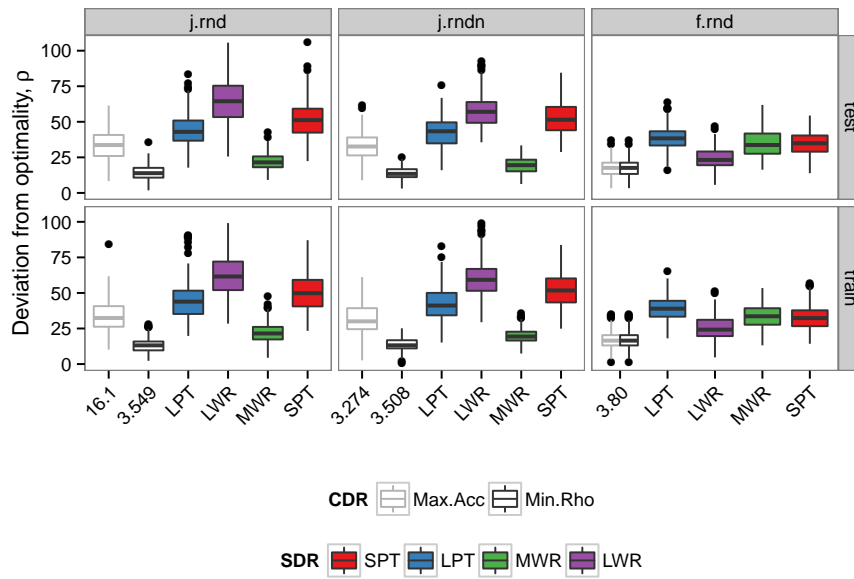 j.rnd j.rndn f.rnd
Deviation from optimality, ρ
100
75
50
25
0
test
100
75
50
25
0
train
16.1 3.549 LPT LWR MWR SPT 3.274 3.508 LPT LWR MWR SPT 3.80 LPT LWR MWR SPT
CDR Max.Acc Min.Rho
SDR SPT LPT MWR LWR